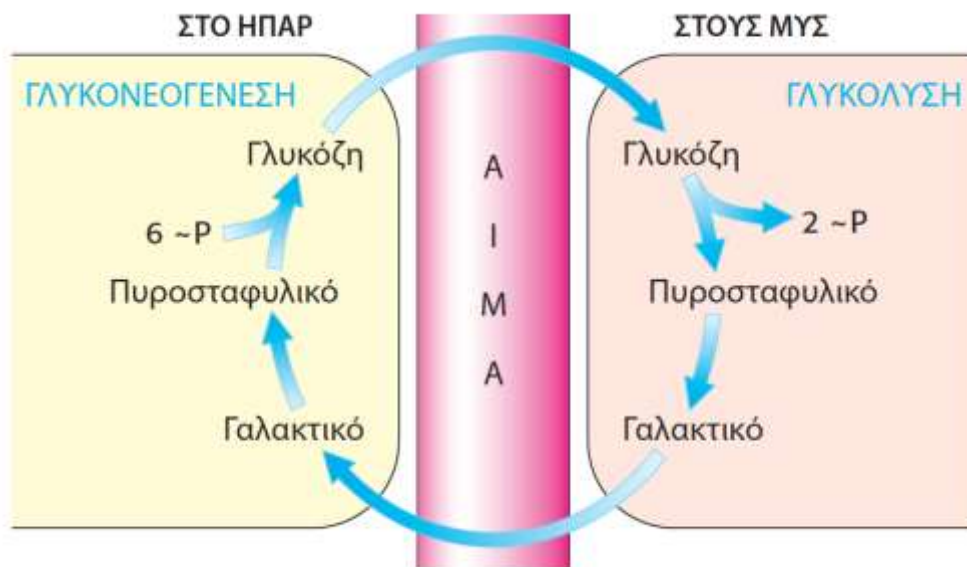 ΣΤΟ ΗΠΑΡ
ΓΛΥΚΟΝΕΟΓΕΝΕΣΗ
Γλυκόζη
6 ~P
Πυροσταφυλικό
Γαλακτικό
Α
Ι
Μ
Α
ΣΤΟΥΣ ΜΥΣ
ΓΛΥΚΟΛΥΣΗ
Γλυκόζη
2 ~P
Πυροσταφυλικό
Γαλακτικό